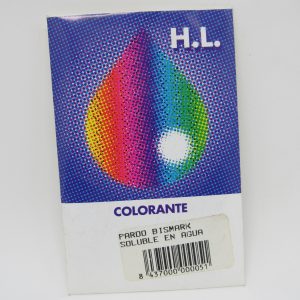 H.L.
COLORANTE
PARDO BISMARK
SOLUBLE EN AGUA
8 437000 000051